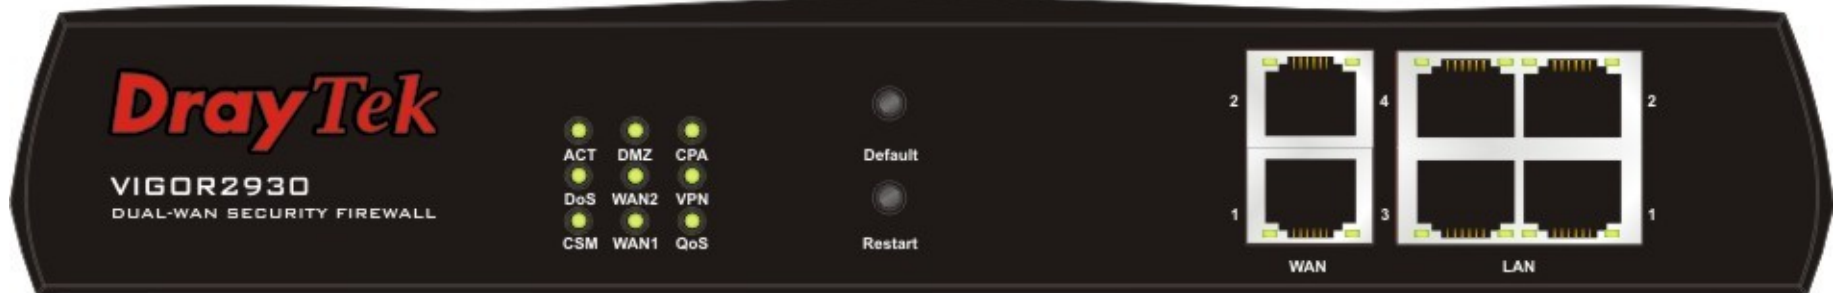 DrayTek
VIGOR2930
DUAL-WAN SECURITY FIREWALL
ACT DMZ CPA
DoS WAN2 VPN
CSM WAN1 QoS
Default
Restart
2 4 2
1 3 1
WAN LAN